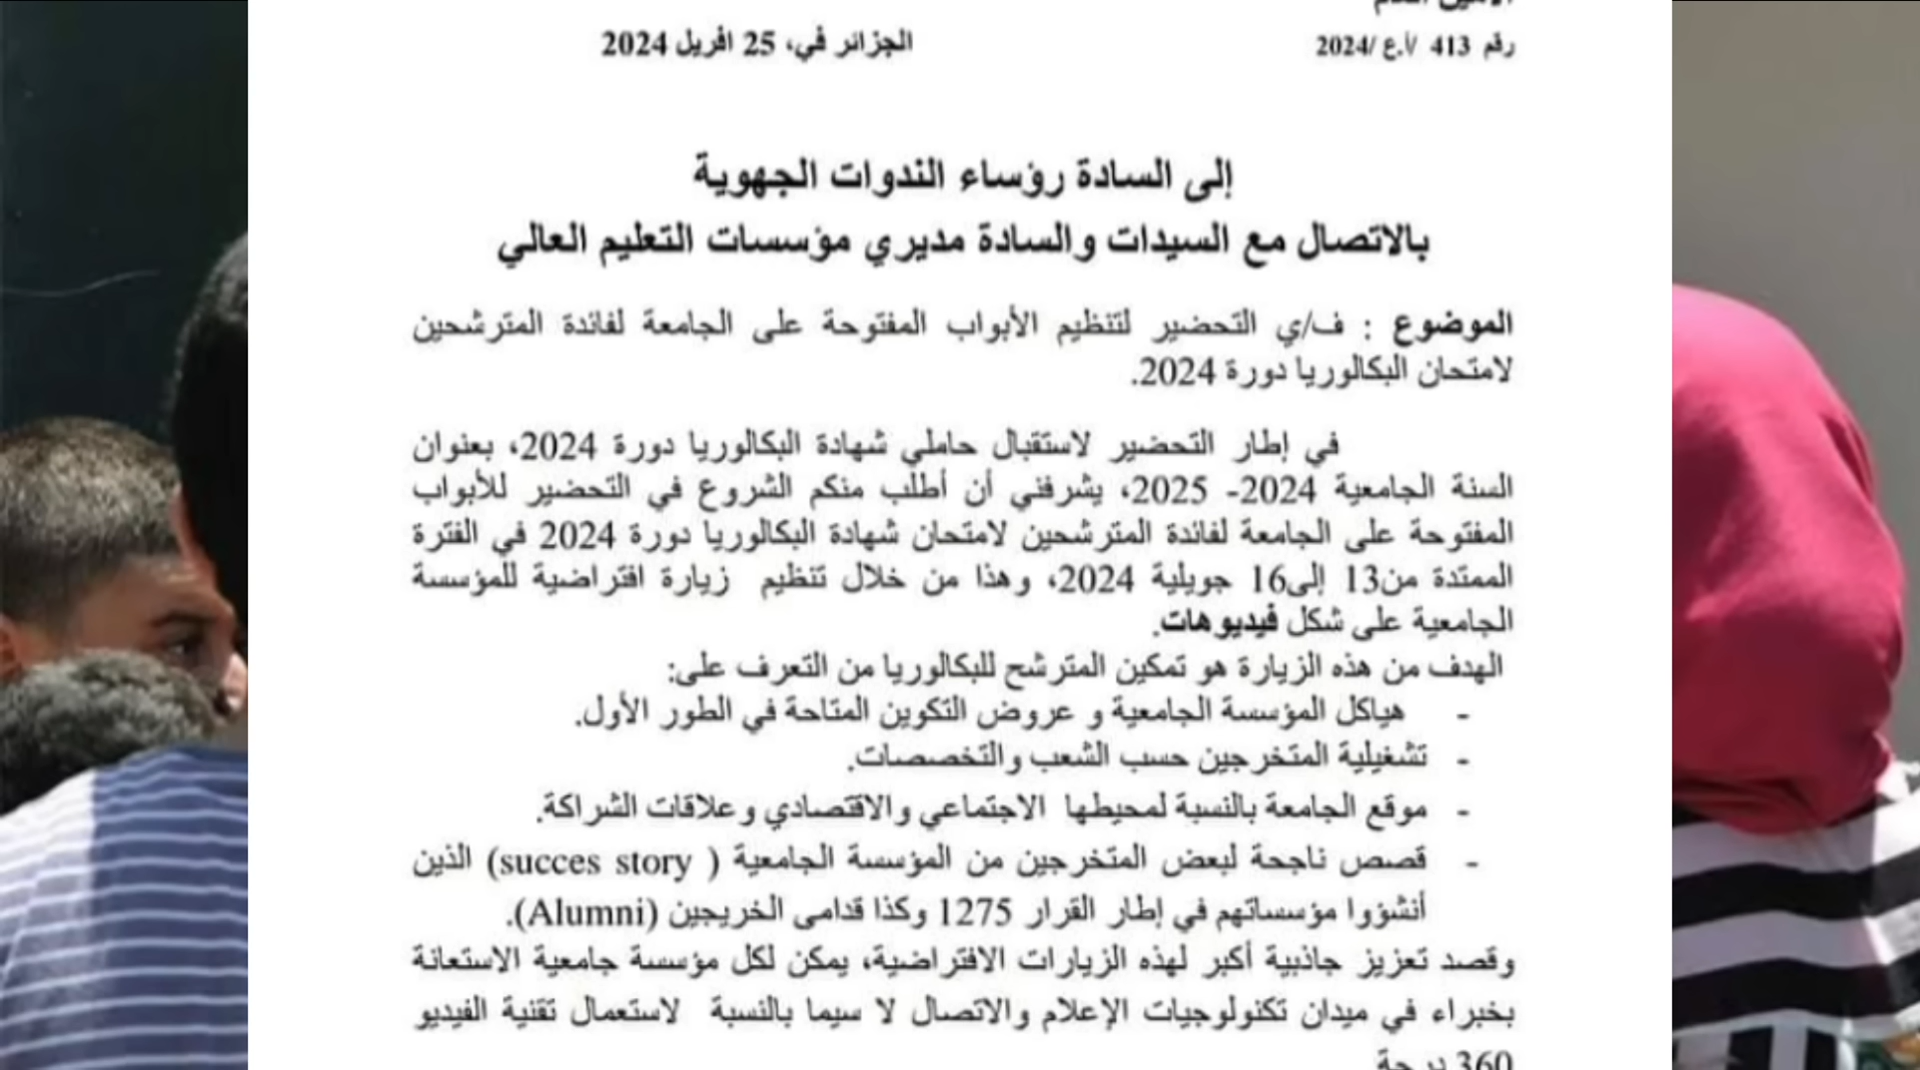 الأمين العام
رقم 413 /أ.ع/ 2024
الجزائر في، 25 افريل 2024
إلى السادة رؤساء الندوات الجهوية
بالاتصال مع السيدات والسادة مديري مؤسسات التعليم العالي
الموضوع : ف/ي التحضير لتنظيم الأبواب المفتوحة على الجامعة لفائدة المترشحين
لامتحان البكالوريا دورة 2024.
في إطار التحضير لاستقبال حاملي شهادة البكالوريا دورة 2024، بعنوان
السنة الجامعية 2024- 2025، يشرفني أن أطلب منكم الشروع في التحضير للأبواب
المفتوحة على الجامعة لفائدة المترشحين لامتحان شهادة البكالوريا دورة 2024 في الفترة
الممتدة من13 إلى16 جويلية 2024، وهذا من خلال تنظيم زيارة افتراضية للمؤسسة
الجامعية على شكل فيديوهات.
الهدف من هذه الزيارة هو تمكين المترشح للبكالوريا من التعرف على:
- هياكل المؤسسة الجامعية و عروض التكوين المتاحة في الطور الأول.
- تشغيلية المتخرجين حسب الشعب والتخصصات.
- موقع الجامعة بالنسبة لمحيطها الاجتماعي والاقتصادي وعلاقات الشراكة.
- قصص ناجحة لبعض المتخرجين من المؤسسة الجامعية ( succes story) الذين
أنشؤوا مؤسساتهم في إطار القرار 1275 وكذا قدامى الخريجين (Alumni).
وقصد تعزيز جاذبية أكبر لهذه الزيارات الافتراضية، يمكن لكل مؤسسة جامعية الاستعانة
بخبراء في ميدان تكنولوجيات الإعلام والاتصال لا سيما بالنسبة لاستعمال تقنية الفيديو
360 درجة